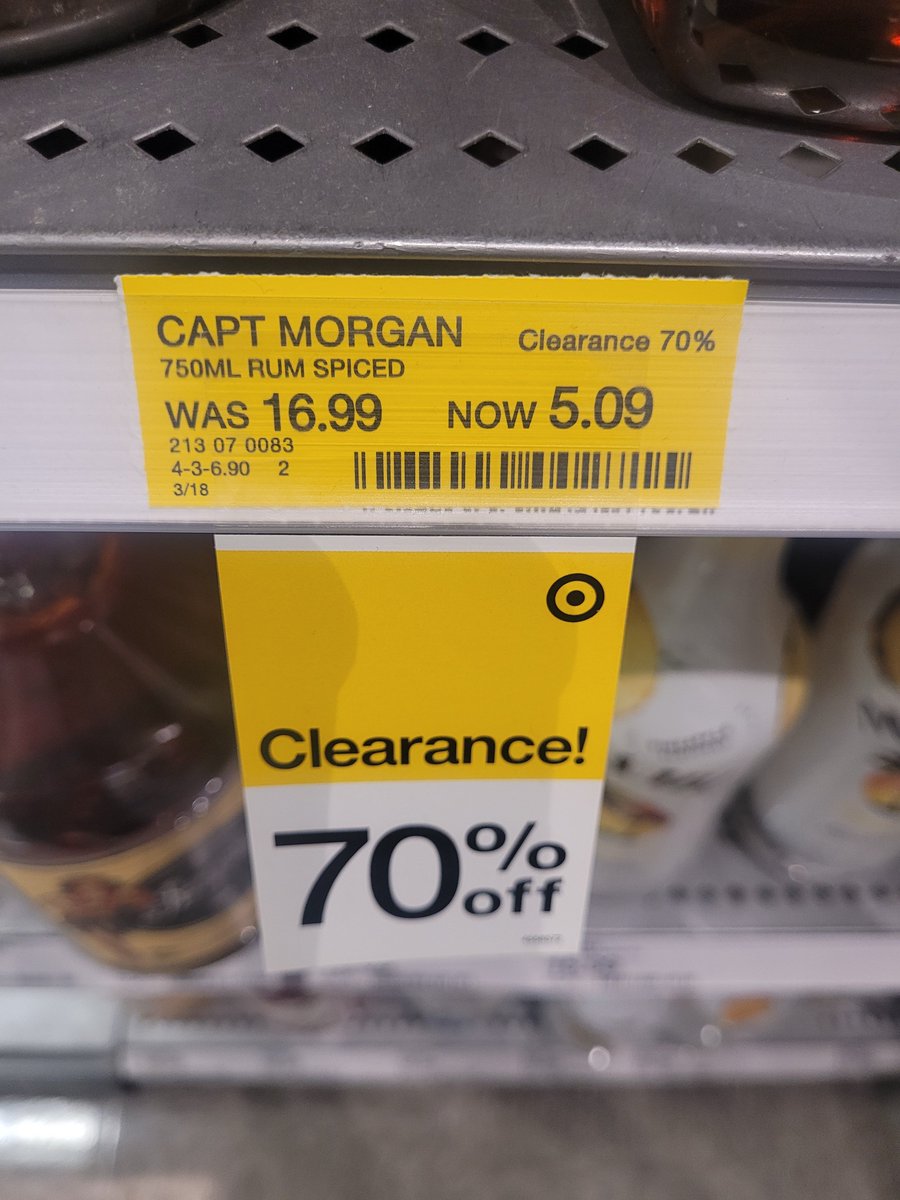 CAPT MORGAN Clearance 70%
750ML RUM SPICED
WAS 16.99 NOW 5.09
213 07 0083
4-3-6.90 2
3/18
Clearance!
70% off